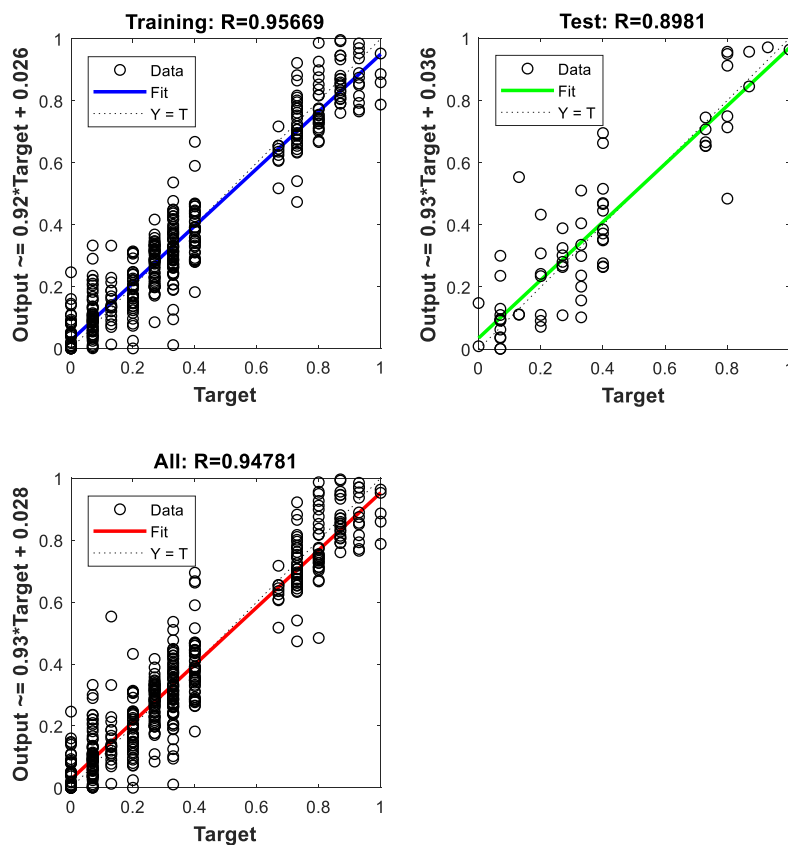 Training: R=0.95669
Output ~= 0.92*Target + 0.026
1
0.8
0.6
0.4
0.2
0
Data
Fit
Y = T
0 0.2 0.4 0.6 0.8 1
Target
Test: R=0.8981
Output ~= 0.93*Target + 0.036
1
0.8
0.6
0.4
0.2
0
Data
Fit
Y = T
0 0.2 0.4 0.6 0.8 1
Target
All: R=0.94781
Output ~= 0.93*Target + 0.028
1
0.8
0.6
0.4
0.2
0
Data
Fit
Y = T
0 0.2 0.4 0.6 0.8 1
Target